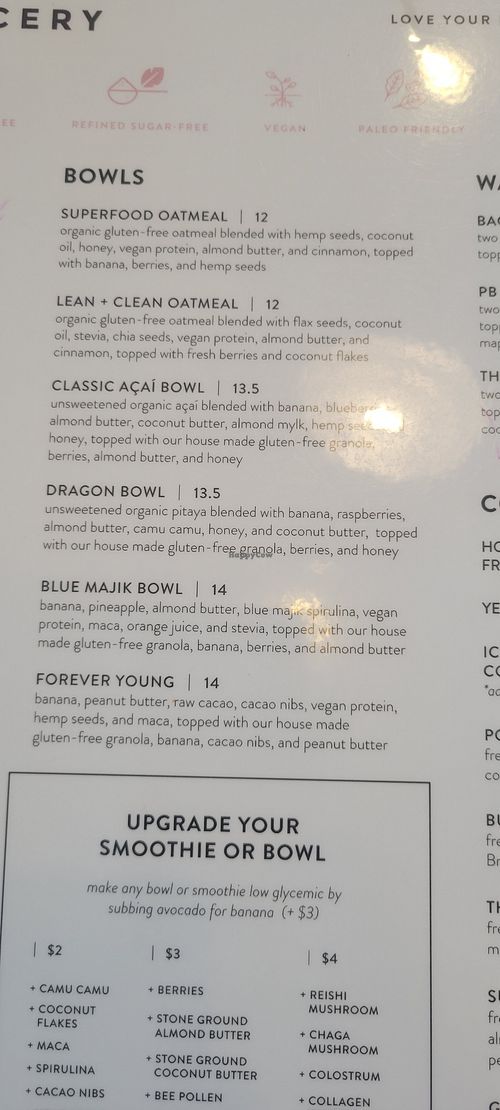 CERY
LOVE YOUR
EE
REFINED SUGAR-FREE
VEGAN
PALEO FRIENDLY
BOWLS
SUPERFOOD OATMEAL | 12
organic gluten-free oatmeal blended with hemp seeds, coconut
oil, honey, vegan protein, almond butter, and cinnamon, topped
with banana, berries, and hemp seeds
LEAN + CLEAN OATMEAL | 12
organic gluten-free oatmeal blended with flax seeds, coconut
oil, stevia, chia seeds, vegan protein, almond butter, and
cinnamon, topped with fresh berries and coconut flakes
CLASSIC AÇAÍ BOWL | 13.5
unsweetened organic açaí blended with banana,
almond butter, coconut butter, almond mylk, hemp
honey, topped with our house made gluten-free granola,
berries, almond butter, and honey
DRAGON BOWL | 13.5
unsweetened organic pitaya blended with banana, raspberries,
almond butter, camu camu, honey, and coconut butter, topped
with our house made gluten-free granola, berries, and honey
HappyCow
BLUE MAJIK BOWL | 14
banana, pineapple, almond butter, blue majik spirulina, vegan
protein, maca, orange juice, and stevia, topped with our house
made gluten-free granola, banana, berries, and almond butter
FOREVER YOUNG | 14
banana, peanut butter, raw cacao, cacao nibs, vegan protein,
hemp seeds, and maca, topped with our house made
gluten-free granola, banana, cacao nibs, and peanut butter
UPGRADE YOUR
SMOOTHIE OR BOWL
make any bowl or smoothie low glycemic by
subbing avocado for banana (+ $3)
| $2
+ CAMU CAMU
+ COCONUT
FLAKES
+ MACA
+ SPIRULINA
+ CACAO NIBS
| $3
+ BERRIES
+ STONE GROUND
ALMOND BUTTER
+ STONE GROUND
COCONUT BUTTER
+ BEE POLLEN
| $4
+ REISHI
MUSHROOM
+ CHAGA
MUSHROOM
+ COLOSTRUM
+ COLLAGEN
two
PB
two
TH
HO
FR
YE
IC